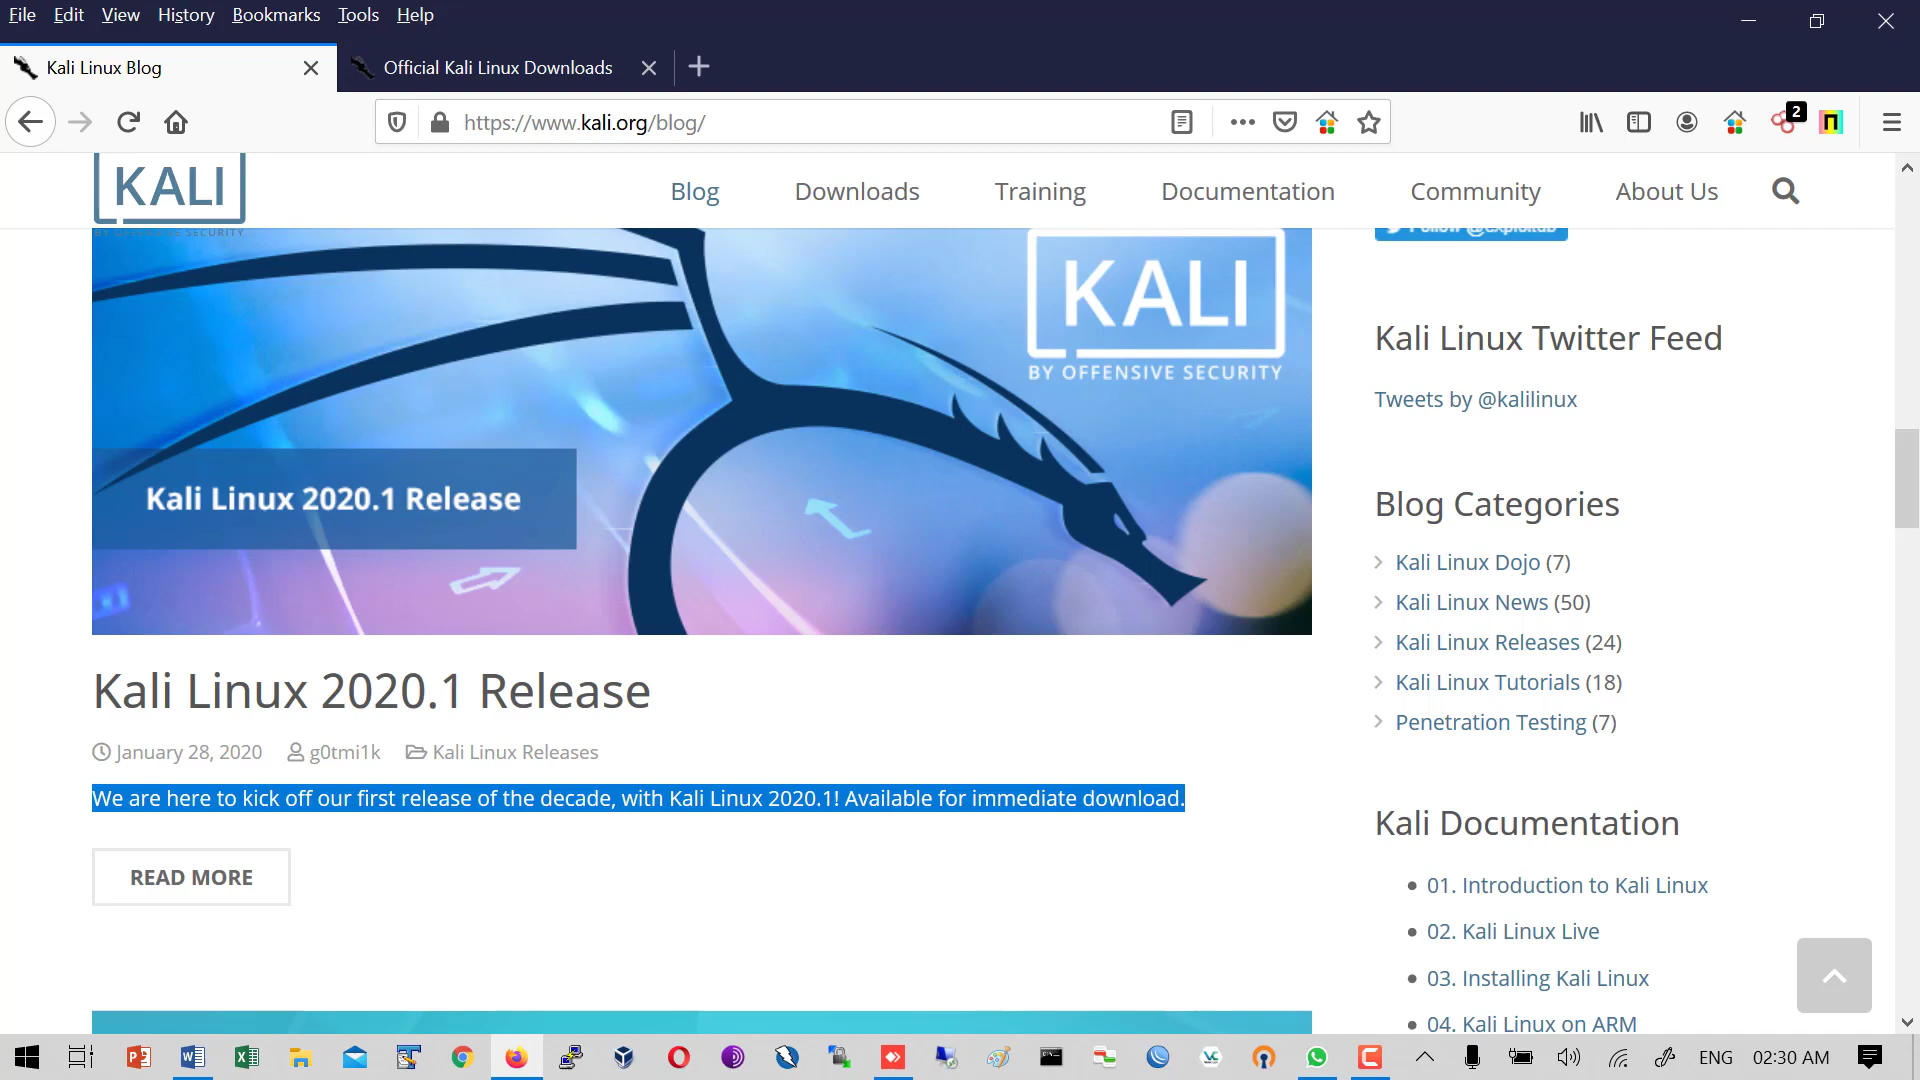 File Edit View History Bookmarks Tools Help
Kali Linux Blog
Official Kali Linux Downloads
https://www.kali.org/blog/
2
KALI
BY OFFENSIVE SECURITY
Blog Downloads Training Documentation Community About Us
Follow @exploitdb
KALI
BY OFFENSIVE SECURITY
Kali Linux 2020.1 Release
Kali Linux 2020.1 Release
January 28, 2020 g0tmi1k Kali Linux Releases
We are here to kick off our first release of the decade, with Kali Linux 2020.1! Available for immediate download.
READ MORE
Kali Linux Twitter Feed
Tweets by @kalilinux
Blog Categories
Kali Linux Dojo (7)
Kali Linux News (50)
Kali Linux Releases (24)
Kali Linux Tutorials (18)
Penetration Testing (7)
Kali Documentation
01. Introduction to Kali Linux
02. Kali Linux Live
03. Installing Kali Linux
04. Kali Linux on ARM
ENG 02:30 AM